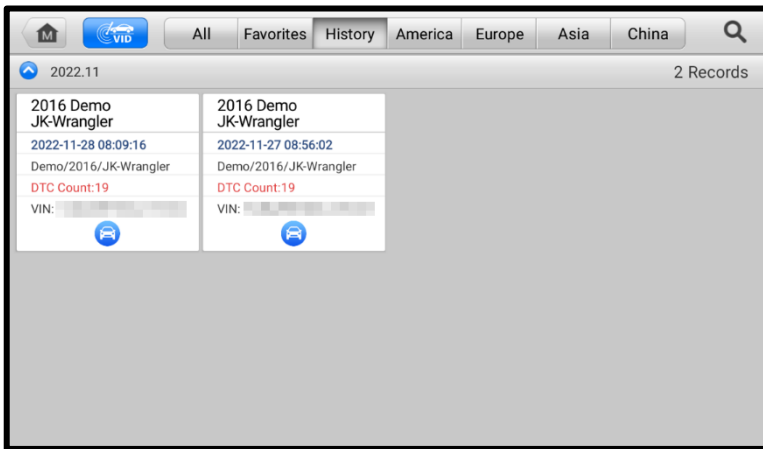 M VID All Favorites History America Europe Asia China
2022.11 2 Records
2016 Demo
JK-Wrangler
2022-11-28 08:09:16
Demo/2016/JK-Wrangler
DTC Count:19
VIN:
2016 Demo
JK-Wrangler
2022-11-27 08:56:02
Demo/2016/JK-Wrangler
DTC Count:19
VIN: